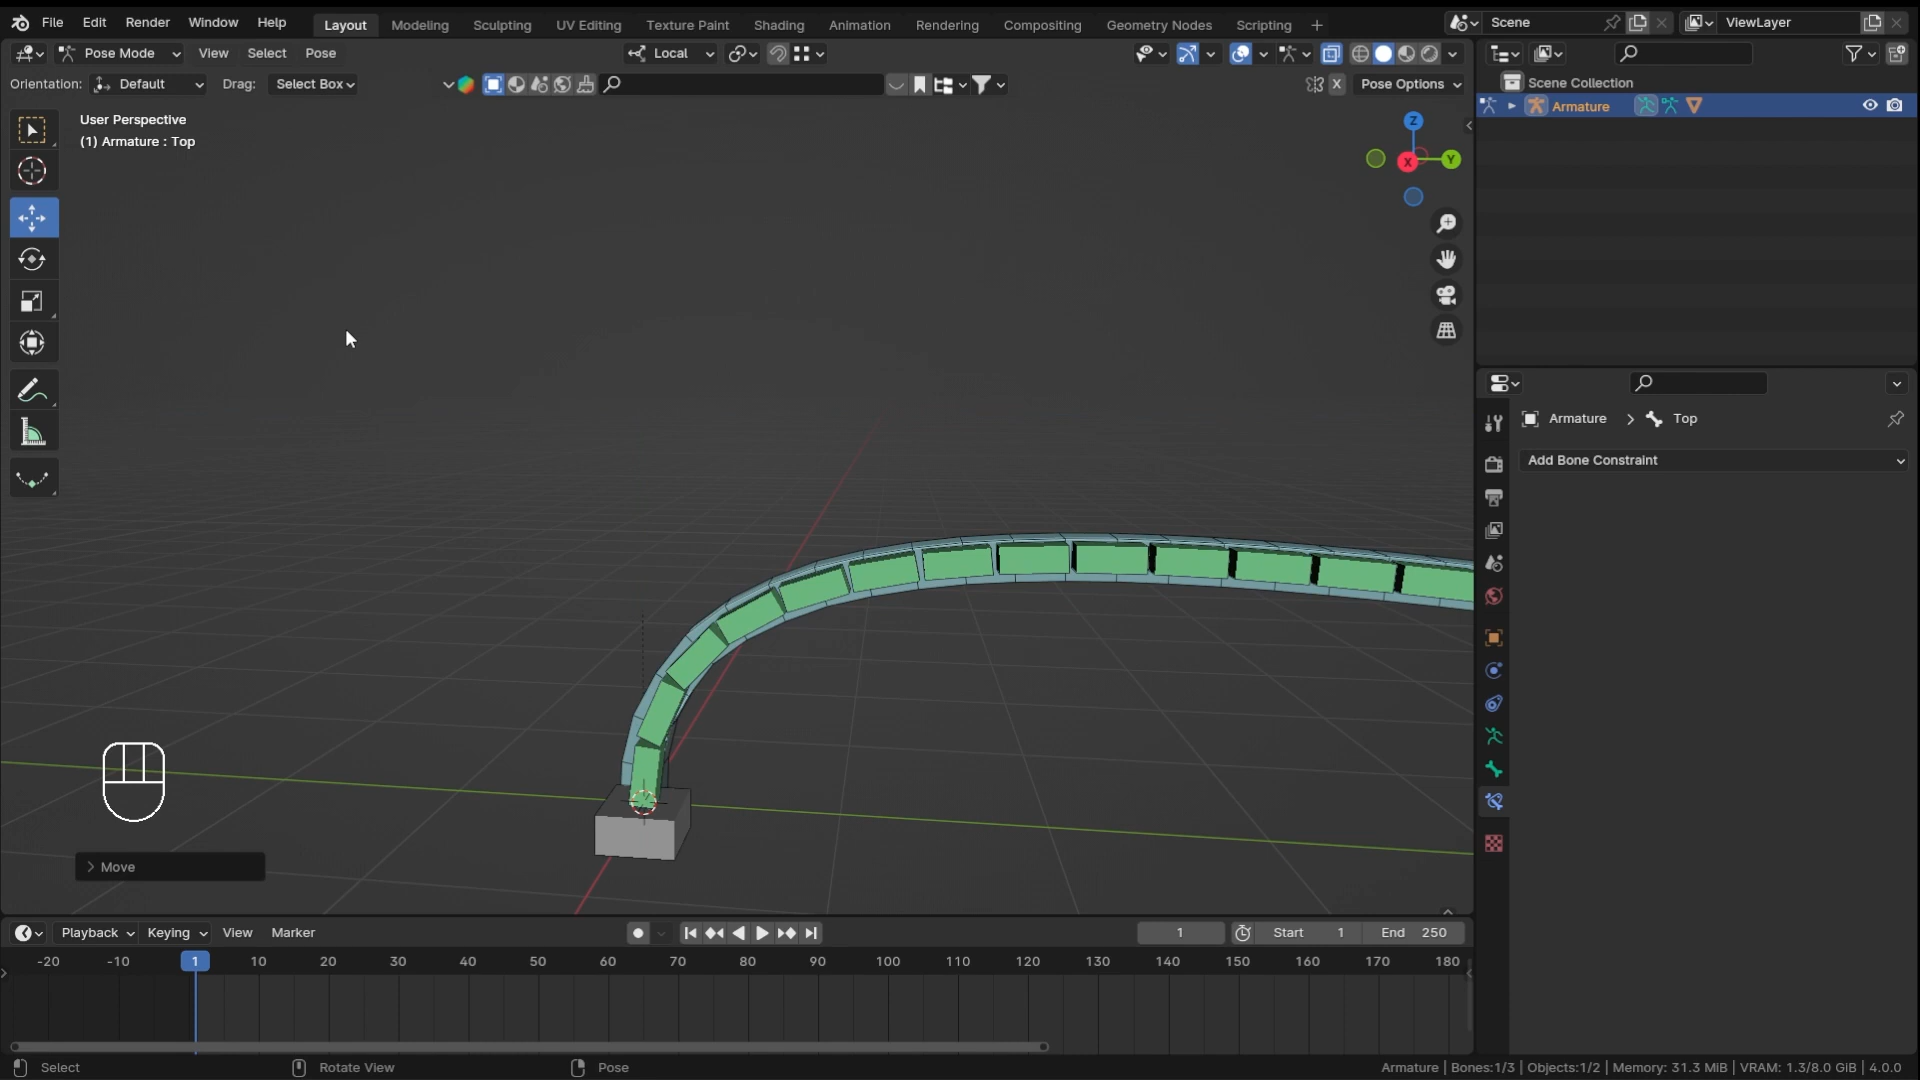 File Edit Render Window Help Layout Modeling Sculpting UV Editing Texture Paint Shading Animation Rendering Compositing Geometry Nodes Scripting + Scene ViewLayer
Pose Mode View Select Pose Local
Orientation: Default Drag: Select Box X Pose Options
Scene Collection
Armature
User Perspective
(1) Armature : Top
Z
X Y
Armature > Top
Add Bone Constraint
Move
Playback Keying View Marker 1 Start 1 End 250
-20 -10 1 10 20 30 40 50 60 70 80 90 100 110 120 130 140 150 160 170 180
Select Rotate View Pose Armature | Bones:1/3 | Objects:1/2 | Memory: 31.3 MiB | VRAM: 1.3/8.0 GiB | 4.0.0